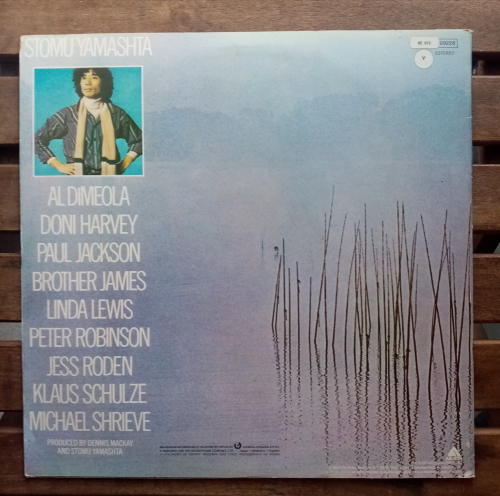 STOMU YAMASHTA
STEREO
AL DiMEOLA
DONI HARVEY
PAUL JACKSON
BROTHER JAMES
LINDA LEWIS
PETER ROBINSON
JESS RODEN
KLAUS SCHULZE
MICHAEL SHRIEVE
PRODUCED BY DENNIS MACKAY
AND STOMU YAMASHTA